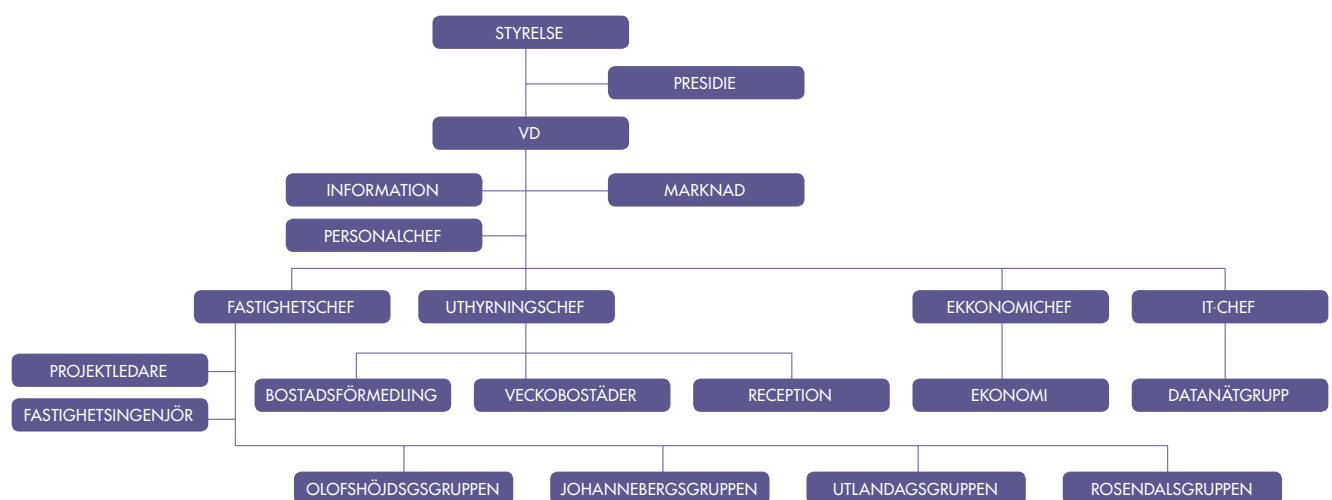 STYRELSE
PRESIDIE
VD
INFORMATION
MARKNAD
PERSONALCHEF
FASTIGHETSCHEF
UTHYRNINGSCHEF
EKKONOMICHEF
IT-CHEF
PROJEKTLEDARE
BOSTADSFÖRMEDLING
VECKOBOSTÄDER
RECEPTION
EKONOMI
DATANÄTGRUPP
FASTIGHETSINGENJÖR
OLOFSHÖJDSGSGRUPPEN
JOHANNEBERGSGRUPPEN
UTLANDAGSGRUPPEN
ROSENDALSGRUPPEN